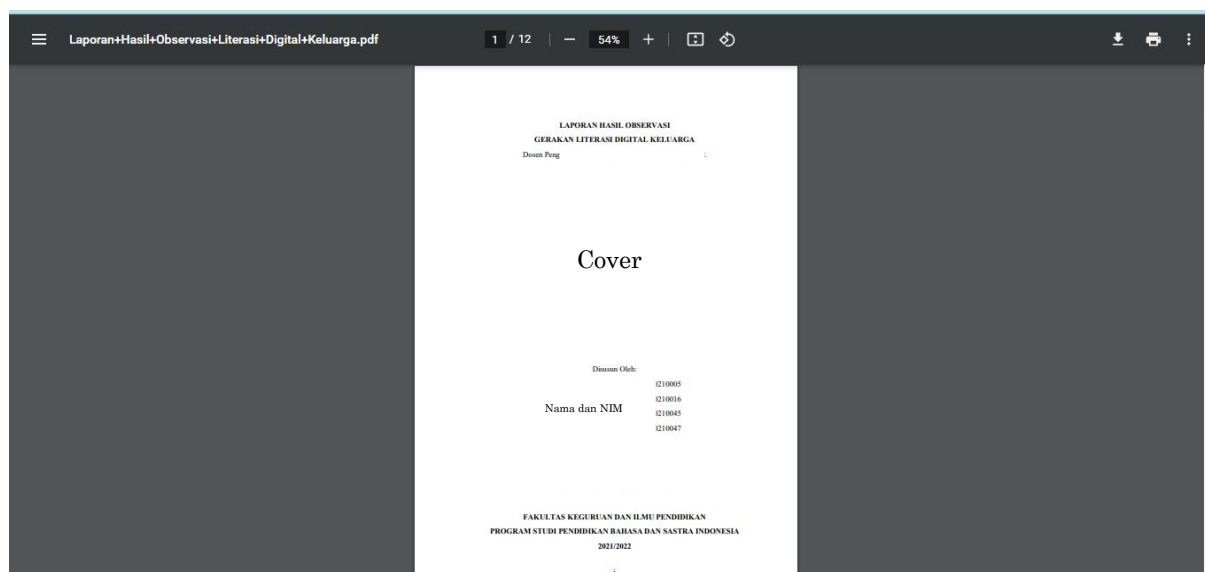 Laporan+Hasil+Observasi+Literasi+Digital+Keluarga.pdf
1 / 12 | — 54% + |
LAPORAN HASIL OBSERVASI
GERAKAN LITERASI DIGITAL KELUARGA
Dosen Peng
Cover
Disusun Oleh:
210005
210016
Nama dan NIM
210045
210047
FAKULTAS KEGURUAN DAN ILMU PENDIDIKAN
PROGRAM STUDI PENDIDIKAN BAHASA DAN SASTRA INDONESIA
2021/2022
i